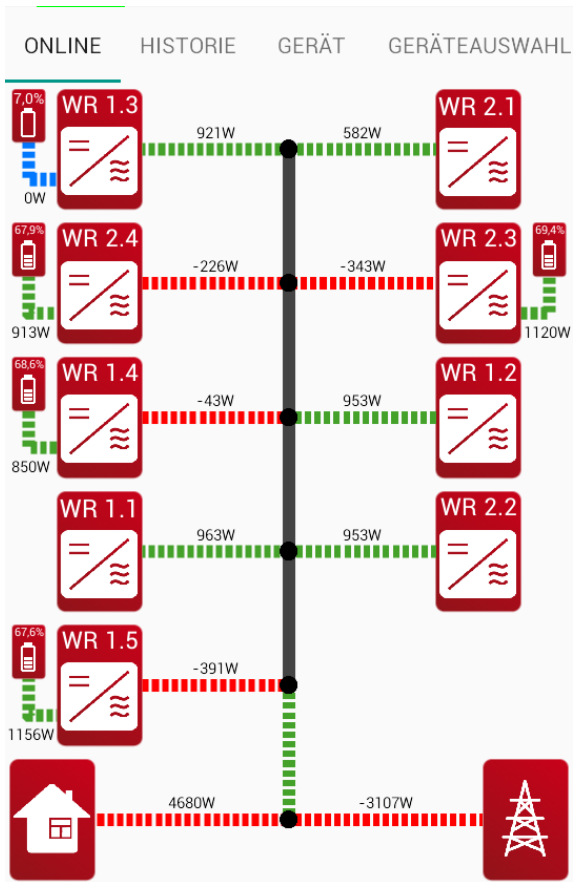 ONLINE HISTORIE GERÄT GERÄTEAUSWAHL
7,0% WR 1.3 921W 582W WR 2.1
0W
67,9% WR 2.4 -226W -343W WR 2.3 69,4%
913W 1120W
68,6% WR 1.4 -43W 953W WR 1.2
850W
WR 1.1 963W 953W WR 2.2
67,6% WR 1.5 -391W
1156W
4680W -3107W